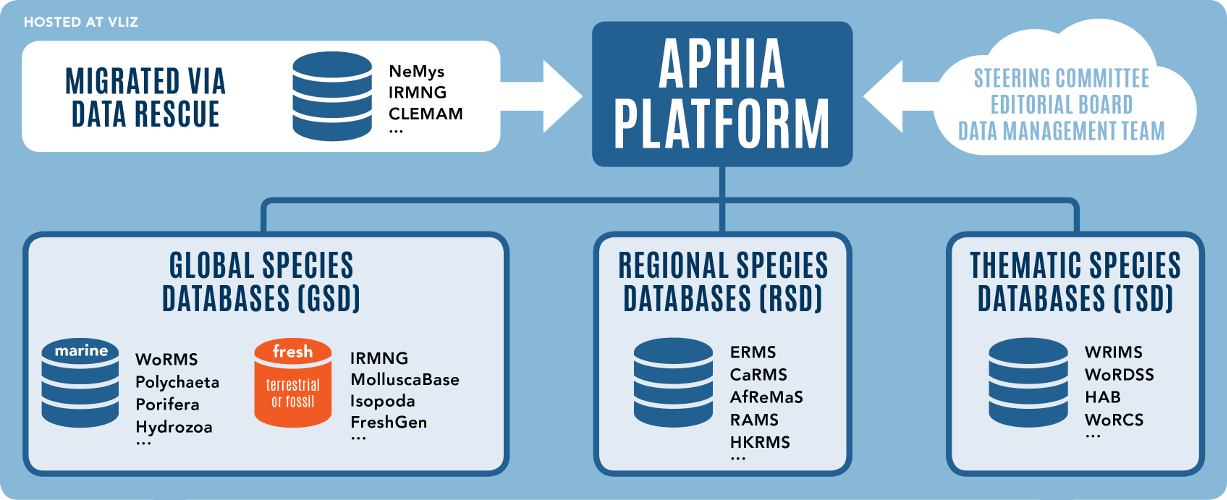 HOSTED AT VLIZ
MIGRATED VIA
DATA RESCUE
NeMys
IRMNG
CLEMAM
...
APHIA
PLATFORM
STEERING COMMITTEE
EDITORIAL BOARD
DATA MANAGEMENT TEAM
GLOBAL SPECIES
DATABASES (GSD)
marine
WoRMS
Polychaeta
Porifera
Hydrozoa
...
fresh
terrestrial
or fossil
IRMNG
MolluscaBase
Isopoda
FreshGen
...
REGIONAL SPECIES
DATABASES (RSD)
ERMS
CaRMS
AfReMaS
RAMS
HKRMS
...
THEMATIC SPECIES
DATABASES (TSD)
WRIMS
WoRDSS
HAB
WoRCS
...